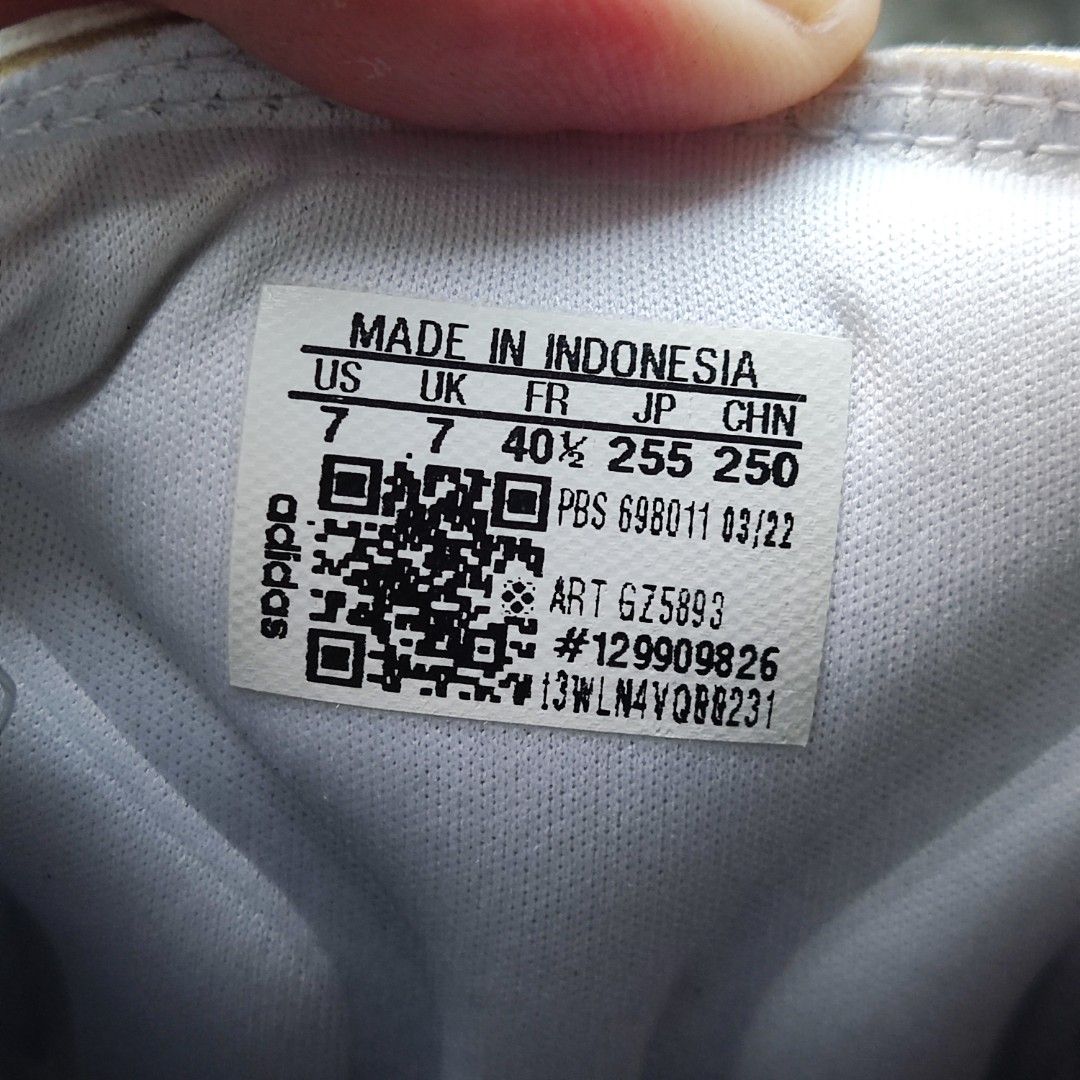 MADE IN INDONESIA
US UK FR JP CHN
7 7 40½ 255 250
PBS 698011 03/22
ART GZ5893
#129909826
adidas